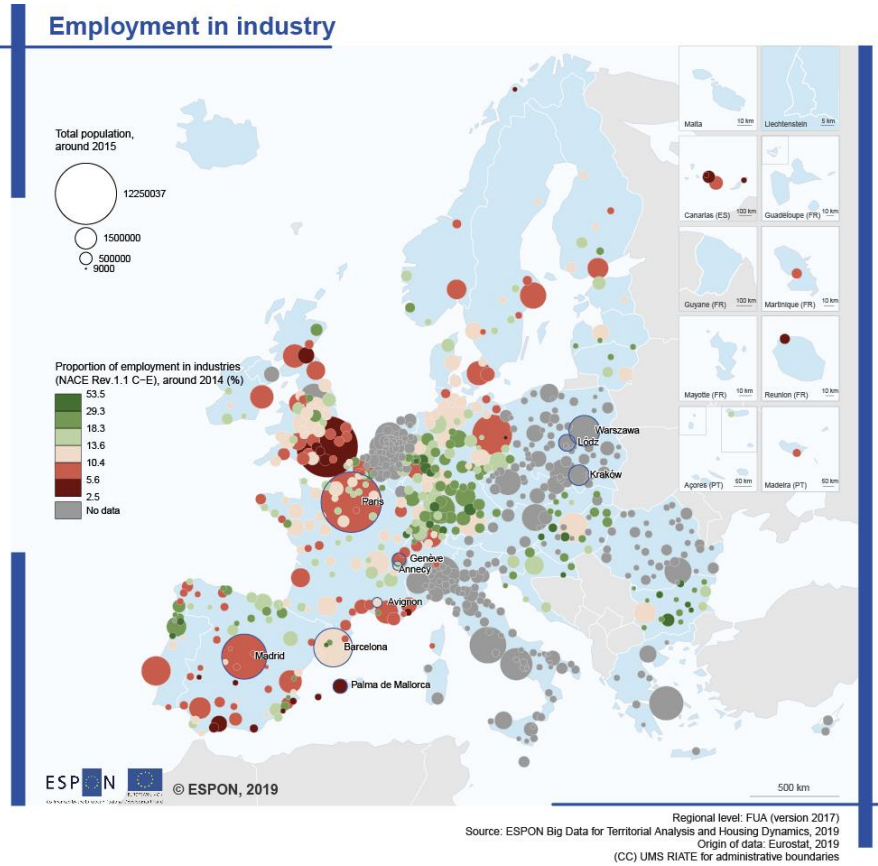 Employment in industry
Total population,
around 2015
12250037
1500000
500000
9000
Proportion of employment in industries
(NACE Rev.1.1 C-E), around 2014 (%)
53.5
29.3
18.3
13.6
10.4
5.6
2.5
No data
Malta
10 km
Liechtenstein
5 km
Canarias (ES)
100 km
Guadeloupe (FR)
10 km
Guyane (FR)
100 km
Martinique (FR)
10 km
Mayotte (FR)
10 km
Reunion (FR)
10 km
Açores (PT)
50 km
Madeira (PT)
50 km
Warszawa
Lódz
Kraków
Paris
Genève
Annecy
Avignon
Barcelona
Madrid
Palma de Mallorca
ESPON
© ESPON, 2019
500 km
Regional level: FUA (version 2017)
Source: ESPON Big Data for Territorial Analysis and Housing Dynamics, 2019
Origin of data: Eurostat, 2019
(CC) UMS RIATE for administrative boundaries